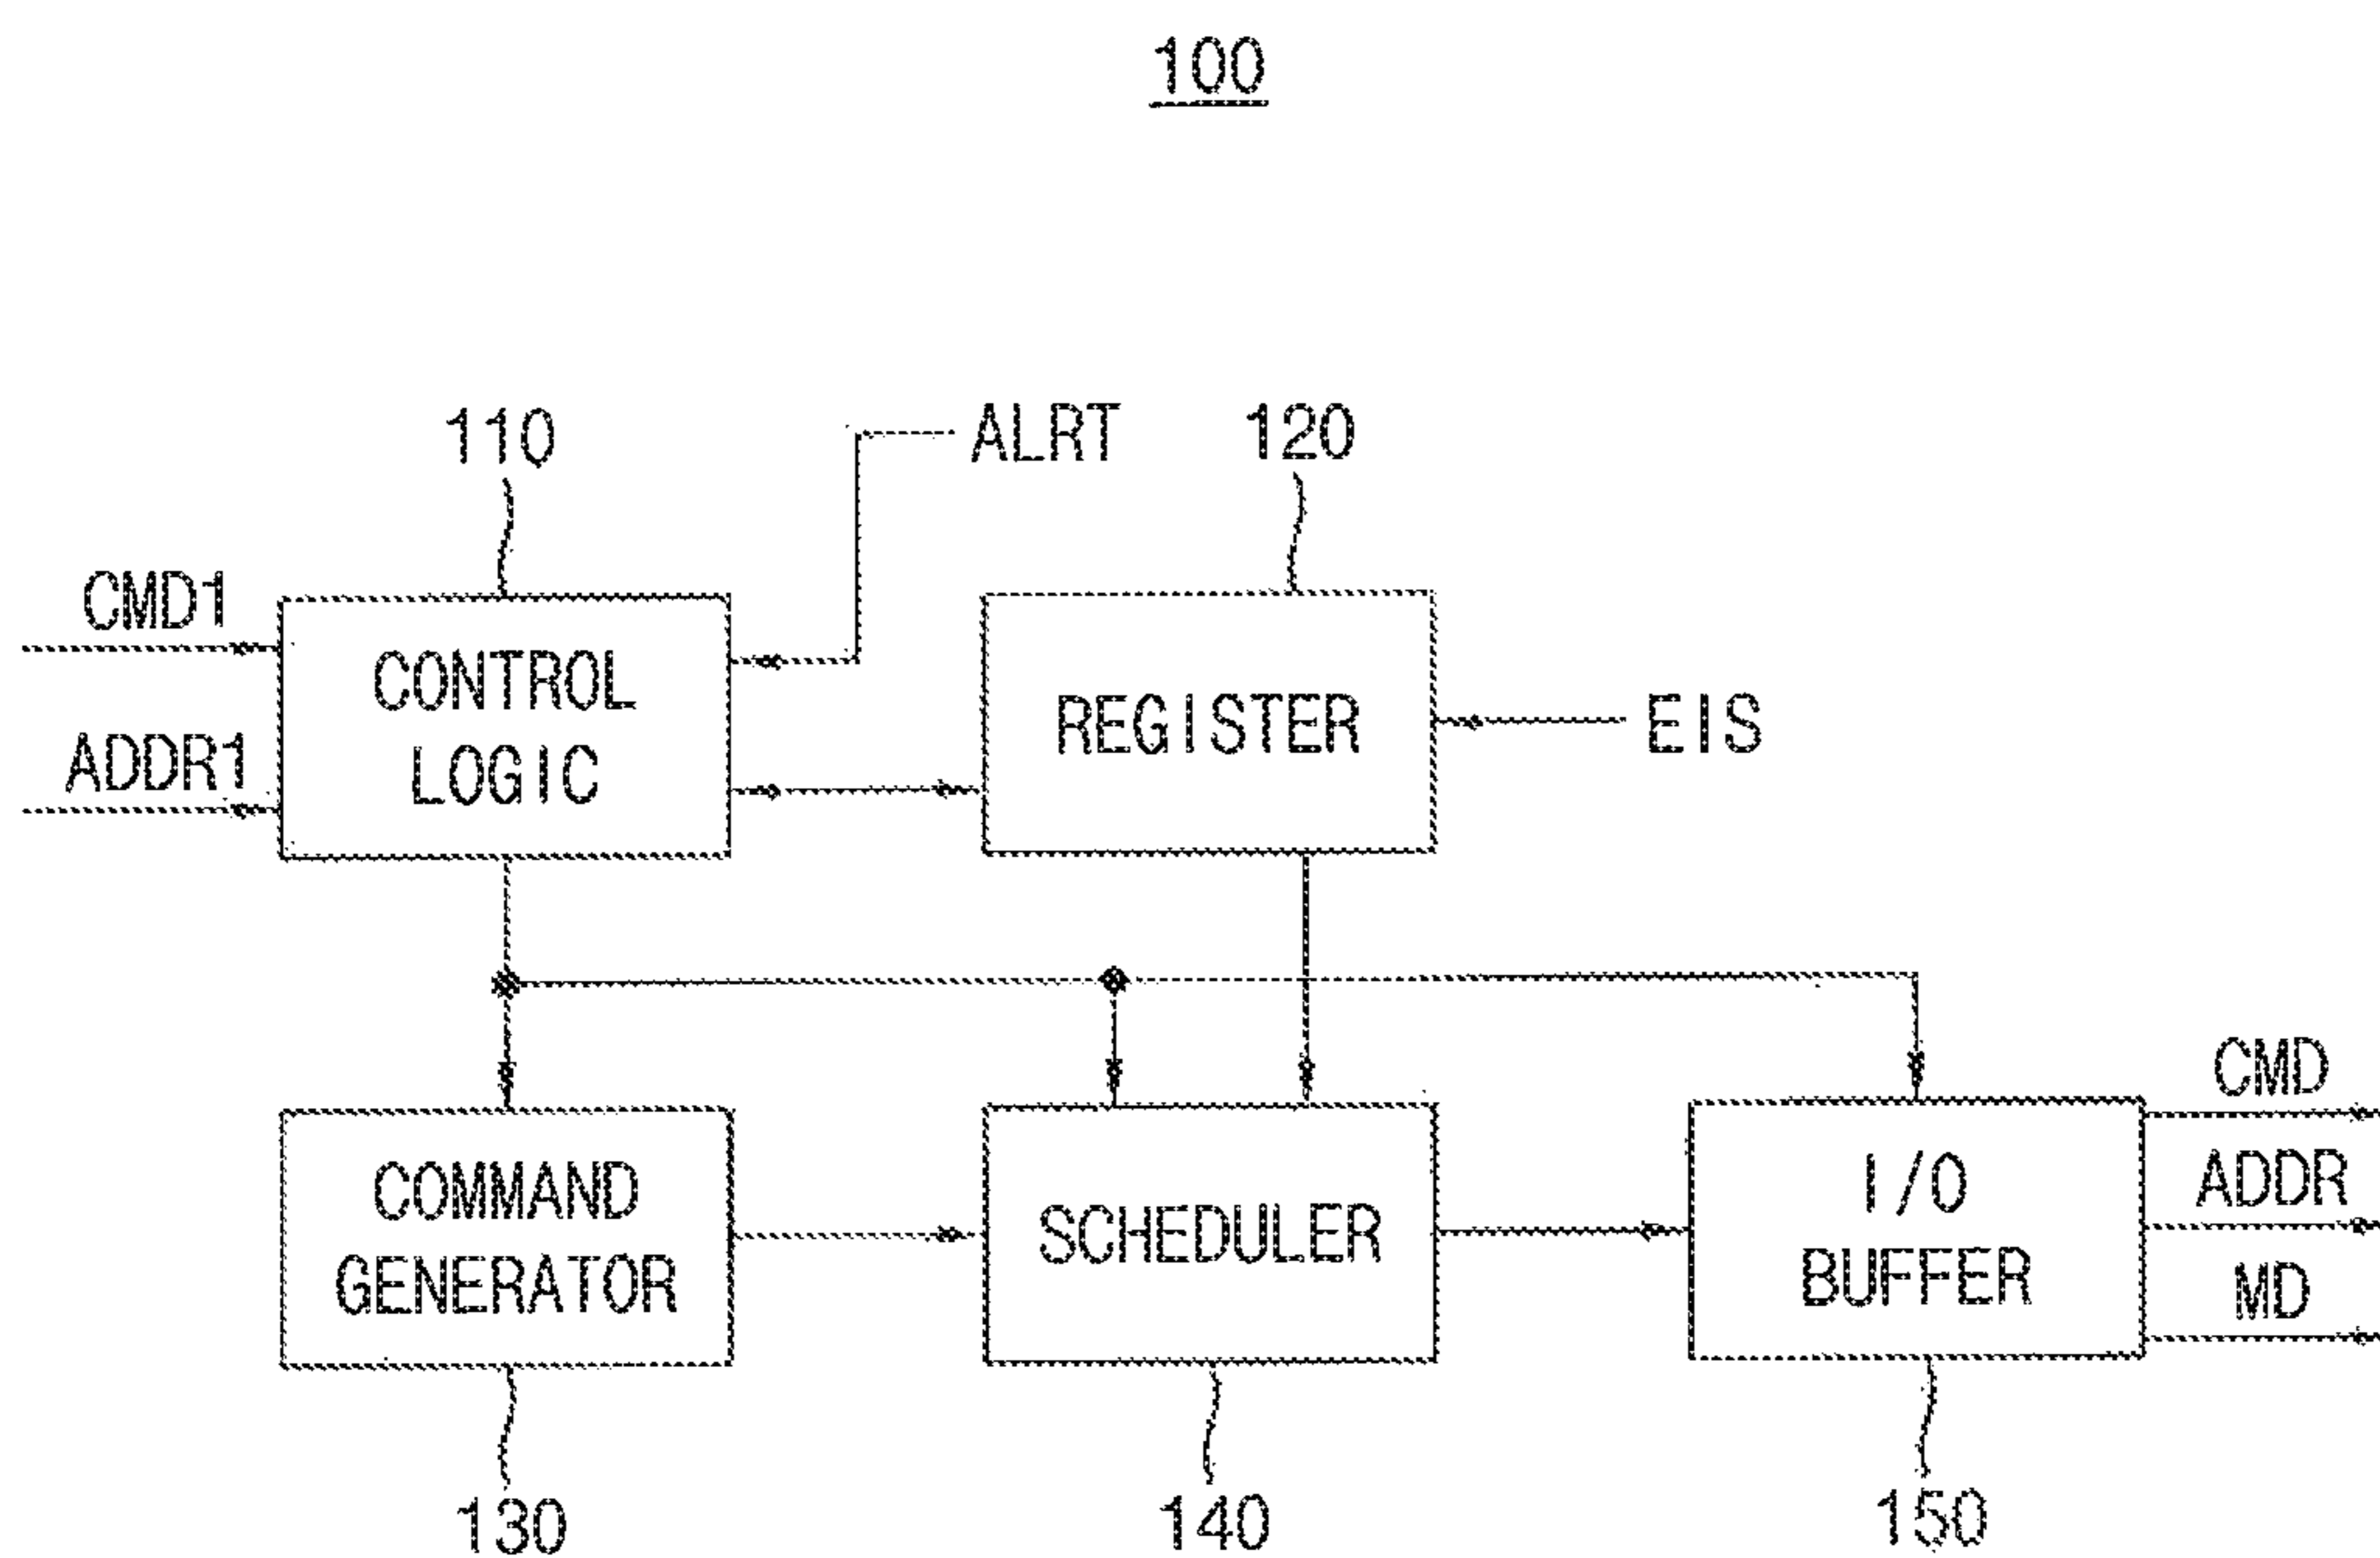 100
110
ALRT
120
CMD1
CONTROL
LOGIC
ADDR1
REGISTER
EIS
COMMAND
GENERATOR
SCHEDULER
I/O
BUFFER
CMD
ADDR
MD
130
140
150